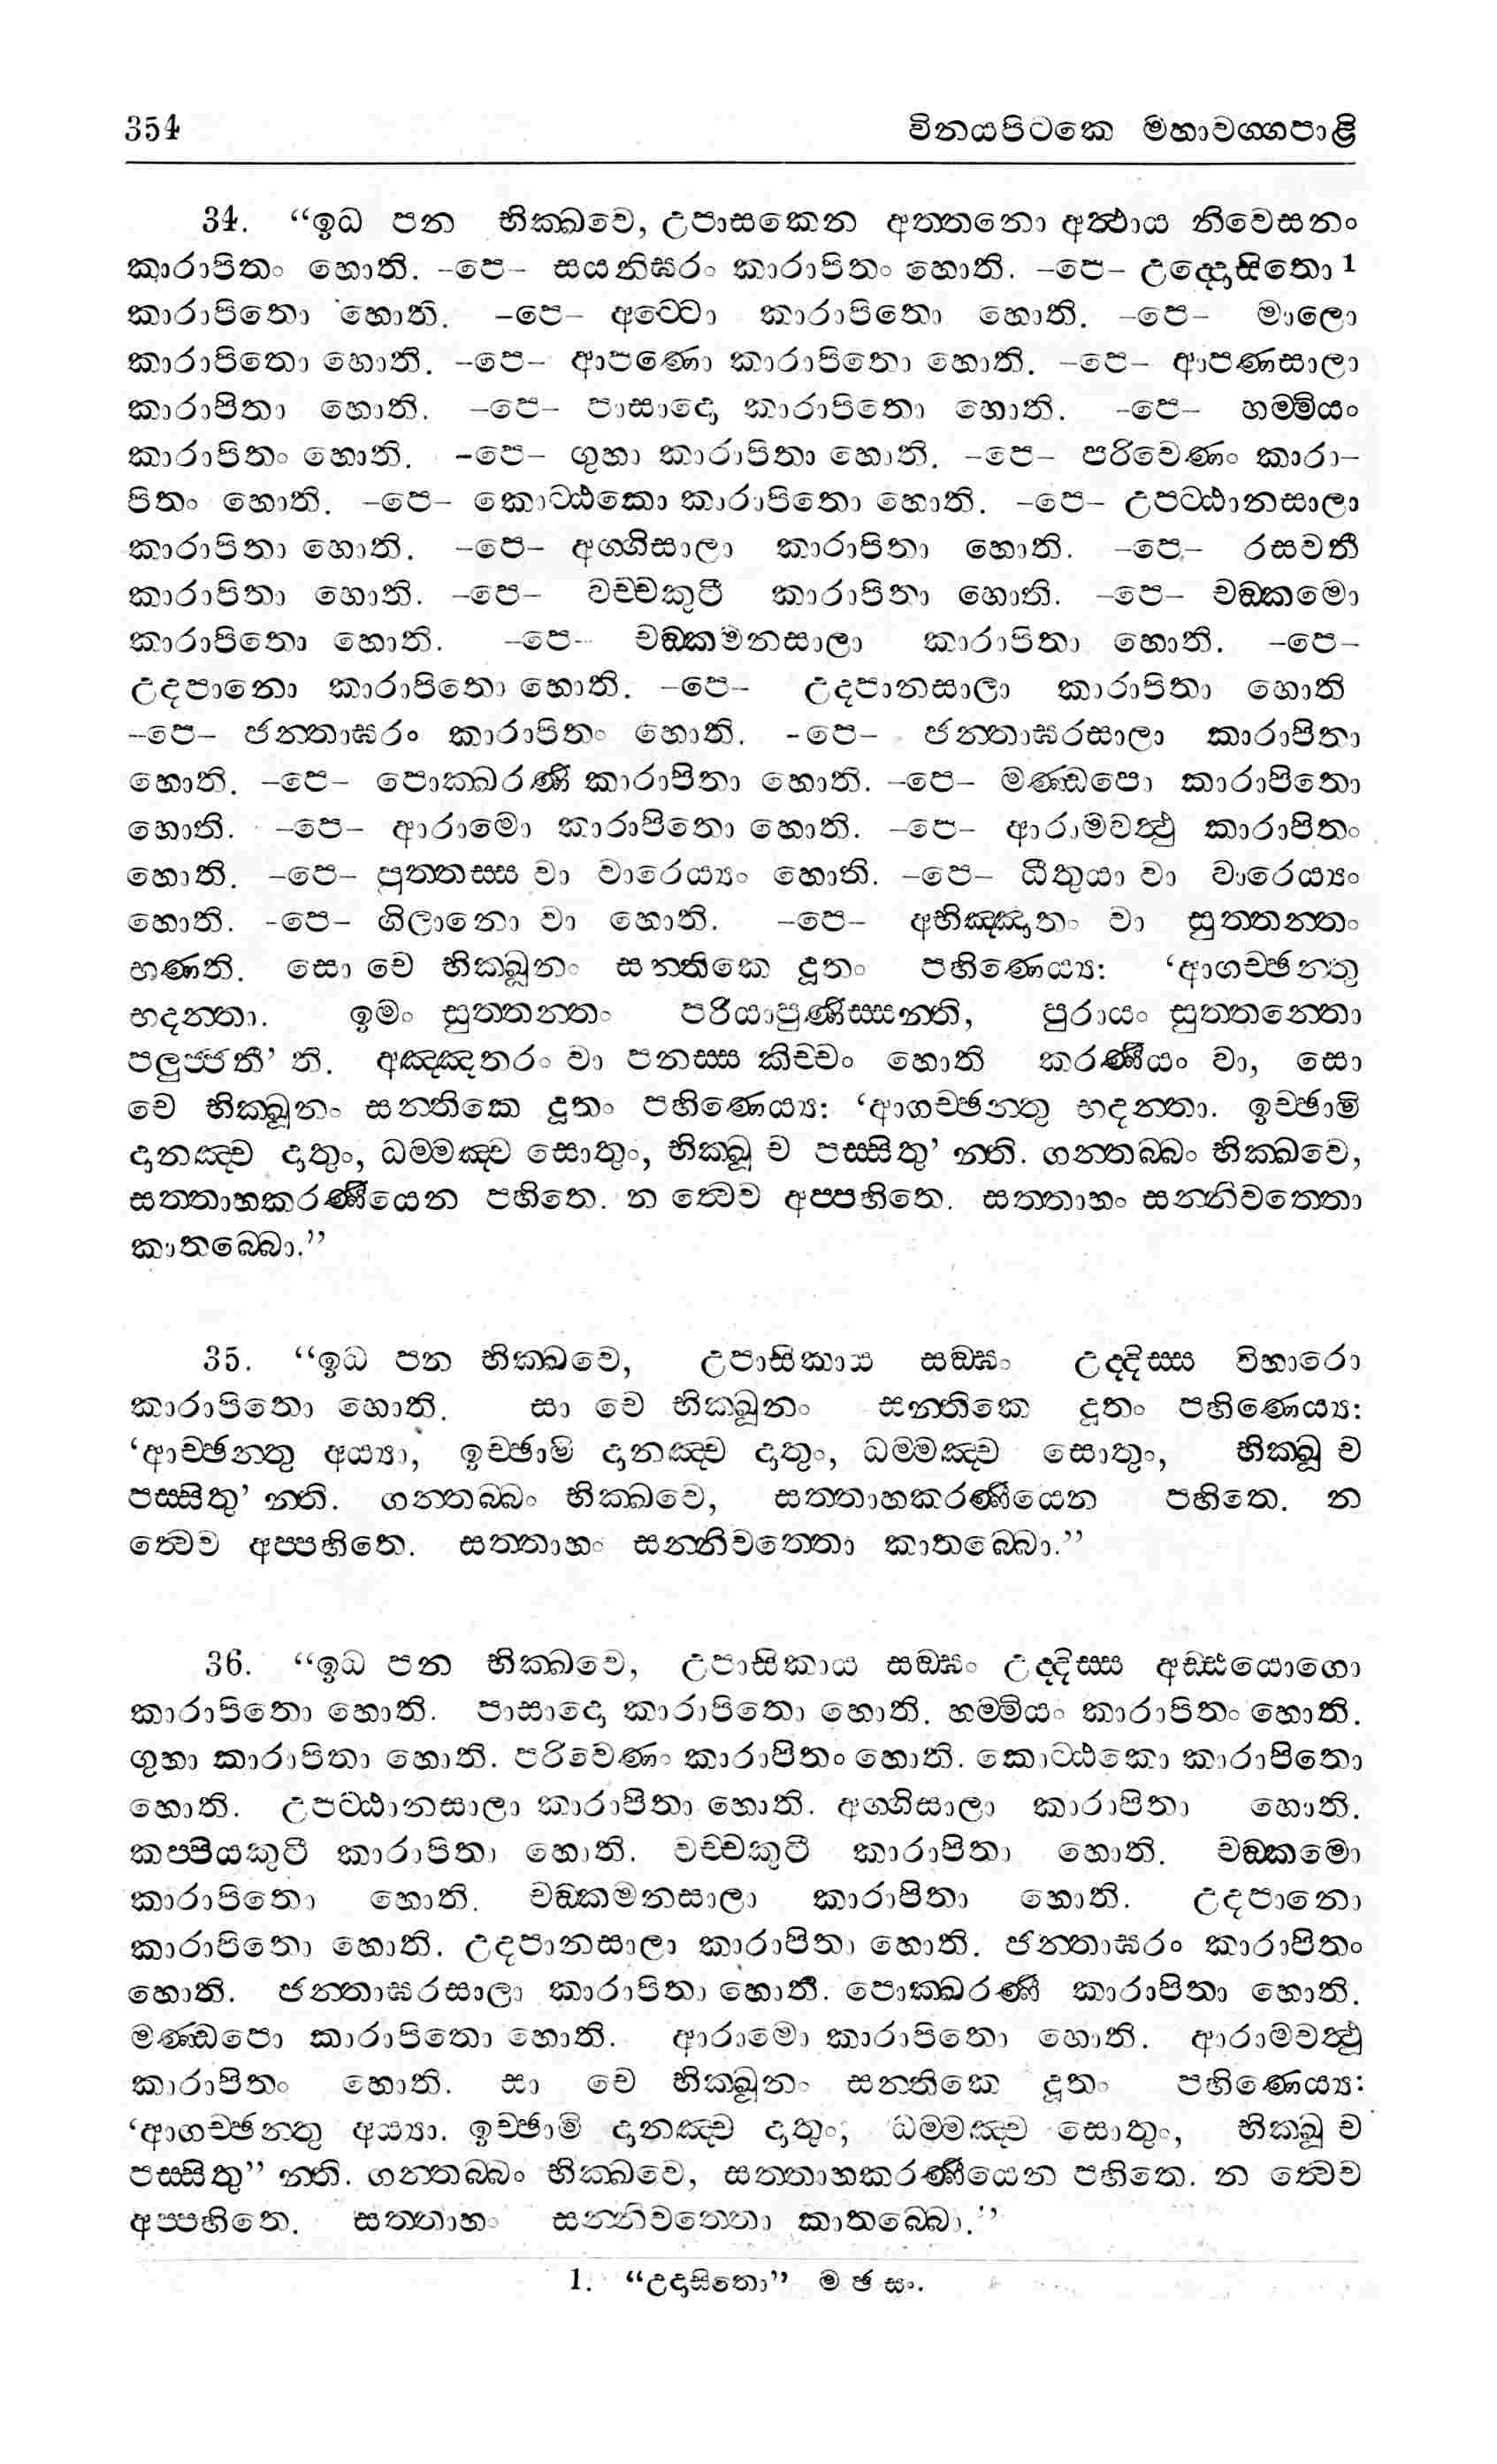 354 විනයපිටකෙ මහාවග්ගපාළි
34. “ඉධ පන භික්ඛවෙ, උපාසකෙන අත්තනො අත්ථාය නිවෙසනං
කාරාපිතං හොති. –පෙ– සයනිඝරං කාරාපිතං හොති. –පෙ– උද්දොසිතො 1
කාරාපිතො හොති. –පෙ– අට්ටො කාරාපිතො හොති. –පෙ– මාලො
කාරාපිතො හොති. –පෙ– ආපණො කාරාපිතො හොති. –පෙ– ආපණසාලා
කාරාපිතා හොති. –පෙ– පාසාදො කාරාපිතො හොති. –පෙ– හම්මියං
කාරාපිතං හොති. –පෙ– ගුහා කාරාපිතා හොති. –පෙ– පරිවෙණං කාරා–
පිතං හොති. –පෙ– කොට්ඨකො කාරාපිතො හොති. –පෙ– උපට්ඨානසාලා
කාරාපිතා හොති. –පෙ– අග්ගිසාලා කාරාපිතා හොති. –පෙ– රසවතී
කාරාපිතා හොති. –පෙ– වච්චකුටී කාරාපිතා හොති. –පෙ– චඞ්කමො
කාරාපිතො හොති. –පෙ– චඞ්කමනසාලා කාරාපිතා හොති. –පෙ–
උදපානො කාරාපිතො හොති. –පෙ– උදපානසාලා කාරාපිතා හොති
–පෙ– ජන්තාඝරං කාරාපිතං හොති. –පෙ– ජන්තාඝරසාලා කාරාපිතා
හොති. –පෙ– පොක්ඛරණී කාරාපිතා හොති. –පෙ– මණ්ඩපො කාරාපිතො
හොති. –පෙ– ආරාමො කාරාපිතො හොති. –පෙ– ආරාමවත්ථු කාරාපිතං
හොති. –පෙ– පුත්තස්ස වා වාරෙය්‍යං හොති. –පෙ– ධීතුයා වා වාරෙය්‍යං
හොති. –පෙ– ගිලානො වා හොති. –පෙ– අභිඤ්ඤාතං වා සුත්තන්තං
භණති. සො චෙ භික්ඛූනං සන්තිකෙ දූතං පහිණෙය්‍ය: ‘ආගච්ඡන්තු
භදන්තා. ඉමං සුත්තන්තං පරියාපුණිස්සන්ති, පුරායං සුත්තන්තො
පලුජ්ජතී’ ති. අඤ්ඤතරං වා පනස්ස කිච්චං හොති කරණීයං වා, සො
චෙ භික්ඛූනං සන්තිකෙ දූතං පහිණෙය්‍ය: ‘ආගච්ඡන්තු භදන්තා. ඉච්ඡාමි
දානඤ්ච දාතුං, ධම්මඤ්ච සොතුං, භික්ඛූ ච පස්සිතු’ න්ති. ගන්තබ්බං භික්ඛවෙ,
සත්තාහකරණීයෙන පහිතෙ. න ත්වෙව අප්පහිතෙ. සත්තාහං සන්නිවත්තො
කාතබ්බො.”
35. “ඉධ පන භික්ඛවෙ, උපාසිකාය සඞ්ඝං උද්දිස්ස විහාරො
කාරාපිතො හොති. සා චෙ භික්ඛූනං සන්තිකෙ දූතං පහිණෙය්‍ය:
‘ආච්ඡන්තු අය්‍යා, ඉච්ඡාමි දානඤ්ච දාතුං, ධම්මඤ්ච සොතුං, භික්ඛූ ච
පස්සිතු’ න්ති. ගන්තබ්බං භික්ඛවෙ, සත්තාහකරණීයෙන පහිතෙ. න
ත්වෙව අප්පහිතෙ. සත්තාහං සන්නිවත්තො කාතබ්බො.”
36. “ඉධ පන භික්ඛවෙ, උපාසිකාය සඞ්ඝං උද්දිස්ස අඩ්ඪයොගො
කාරාපිතො හොති. පාසාදො කාරාපිතො හොති. හම්මියං කාරාපිතං හොති.
ගුහා කාරාපිතා හොති. පරිවෙණං කාරාපිතං හොති. කොට්ඨකො කාරාපිතො
හොති. උපට්ඨානසාලා කාරාපිතා හොති. අග්ගිසාලා කාරාපිතා හොති.
කප්පියකුටී කාරාපිතා හොති. වච්චකුටී කාරාපිතා හොති. චඞ්කමො
කාරාපිතො හොති. චඞ්කමනසාලා කාරාපිතා හොති. උදපානො
කාරාපිතො හොති. උදපානසාලා කාරාපිතා හොති. ජන්තාඝරං කාරාපිතං
හොති. ජන්තාඝරසාලා කාරාපිතා හොති. පොක්ඛරණී කාරාපිතා හොති.
මණ්ඩපො කාරාපිතො හොති. ආරාමො කාරාපිතො හොති. ආරාමවත්ථු
කාරාපිතං හොති. සා චෙ භික්ඛූනං සන්තිකෙ දූතං පහිණෙය්‍ය:
‘ආගච්ඡන්තු අය්‍යා. ඉච්ඡාමි දානඤ්ච දාතුං, ධම්මඤ්ච සොතුං, භික්ඛූ ච
පස්සිතු” න්ති. ගන්තබ්බං භික්ඛවෙ, සත්තාහකරණීයෙන පහිතෙ. න ත්වෙව
අප්පහිතෙ. සත්තාහං සන්නිවත්තො කාතබ්බො.”
1. “උදාසිතො” ම ඡ සං.